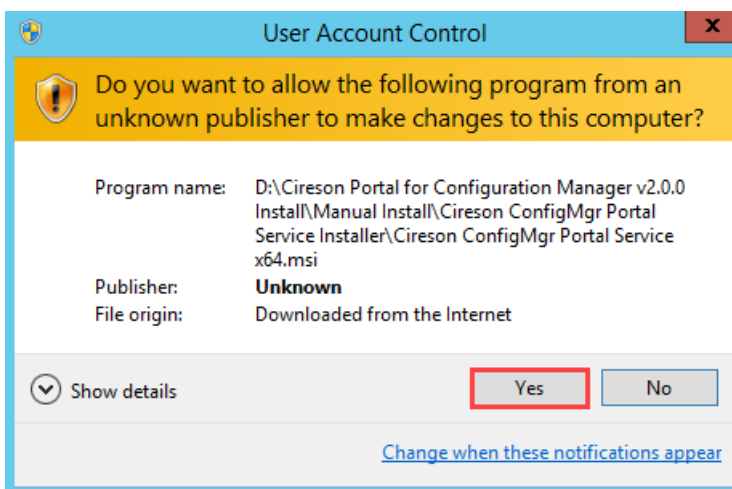 User Account Control
x
Do you want to allow the following program from an
unknown publisher to make changes to this computer?
Program name: D:\Cireson Portal for Configuration Manager v2.0.0
Install\Manual Install\Cireson ConfigMgr Portal
Service Installer\Cireson ConfigMgr Portal Service
x64.msi
Publisher: Unknown
File origin: Downloaded from the Internet
Show details Yes No
Change when these notifications appear